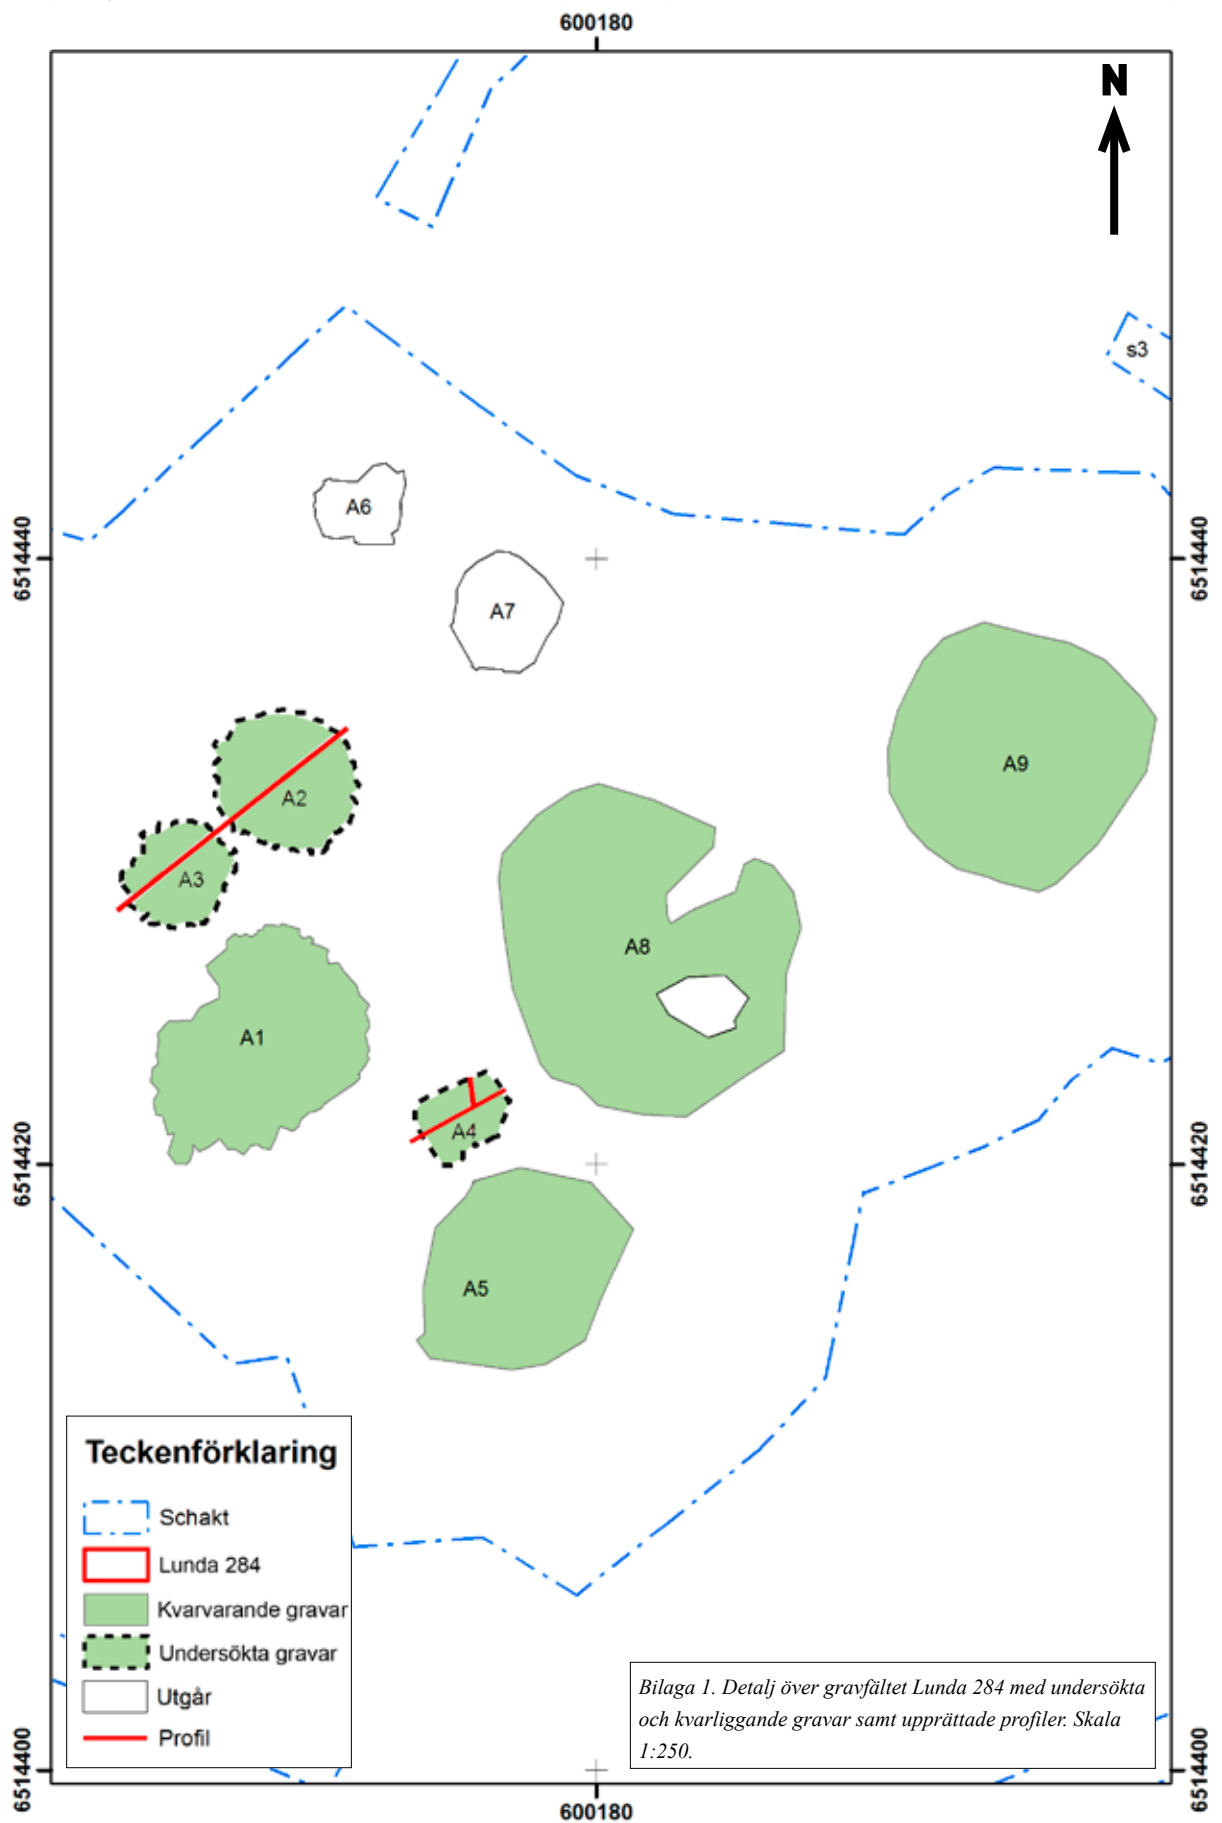 600180
N
s3
A6
6514440
6514440
A7
A9
A2
A3
A8
A1
A4
6514420
6514420
A5
Teckenförklaring
Schakt
Lunda 284
Kvarvarande gravar
Undersökta gravar
Utgår
Profil
Bilaga 1. Detalj över gravfältet Lunda 284 med undersökta
och kvarliggande gravar samt upprättade profiler. Skala
1:250.
6514400
6514400
600180